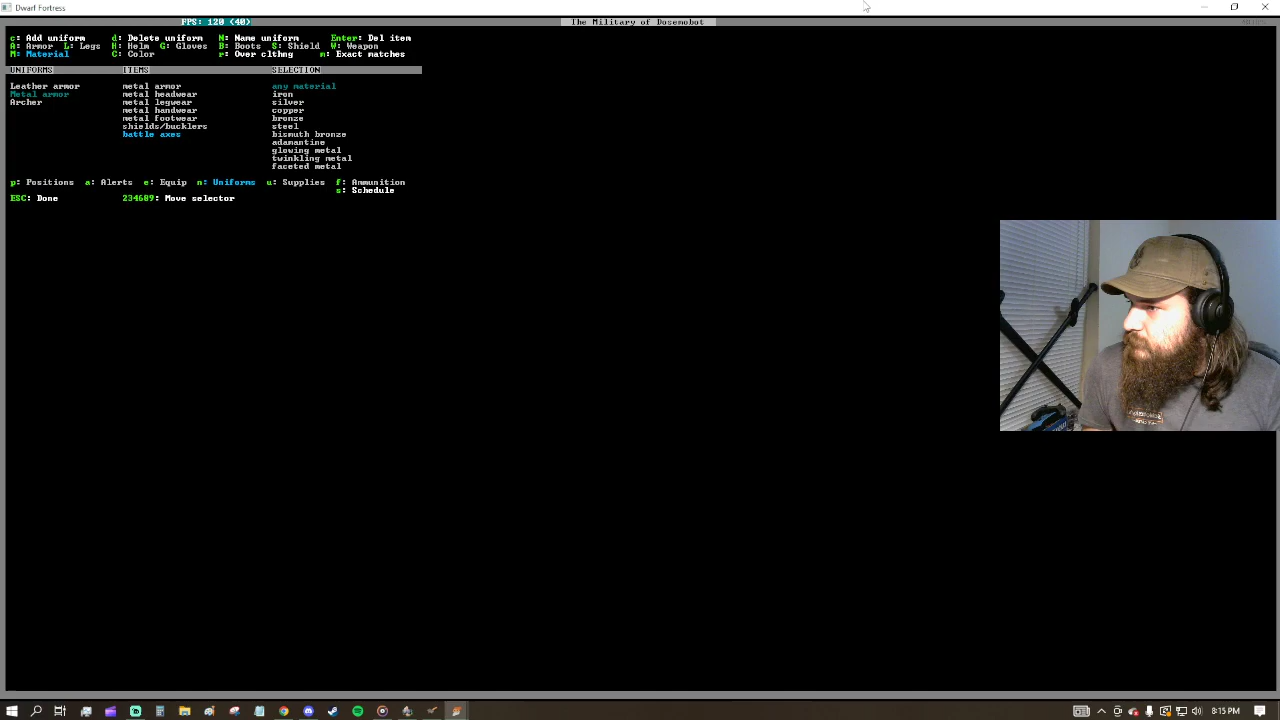 Dwarf Fortress
FPS: 120 (40)
The Military of Dosemobot
c: Add uniform d: Delete uniform N: Name uniform Enter: Del item
A: Armor L: Legs H: Helm G: Gloves B: Boots S: Shield W: Weapon
M: Material C: Color r: Over clthng m: Exact matches
UNIFORMS ITEMS SELECTION
Leather armor metal armor any material
Metal armor metal headwear iron
Archer metal legwear silver
metal handwear copper
metal footwear bronze
shields/bucklers steel
battle axes bismuth bronze
adamantine
glowing metal
twinkling metal
faceted metal
p: Positions a: Alerts e: Equip n: Uniforms u: Supplies f: Ammunition
s: Schedule
ESC: Done 234689: Move selector
8:15 PM